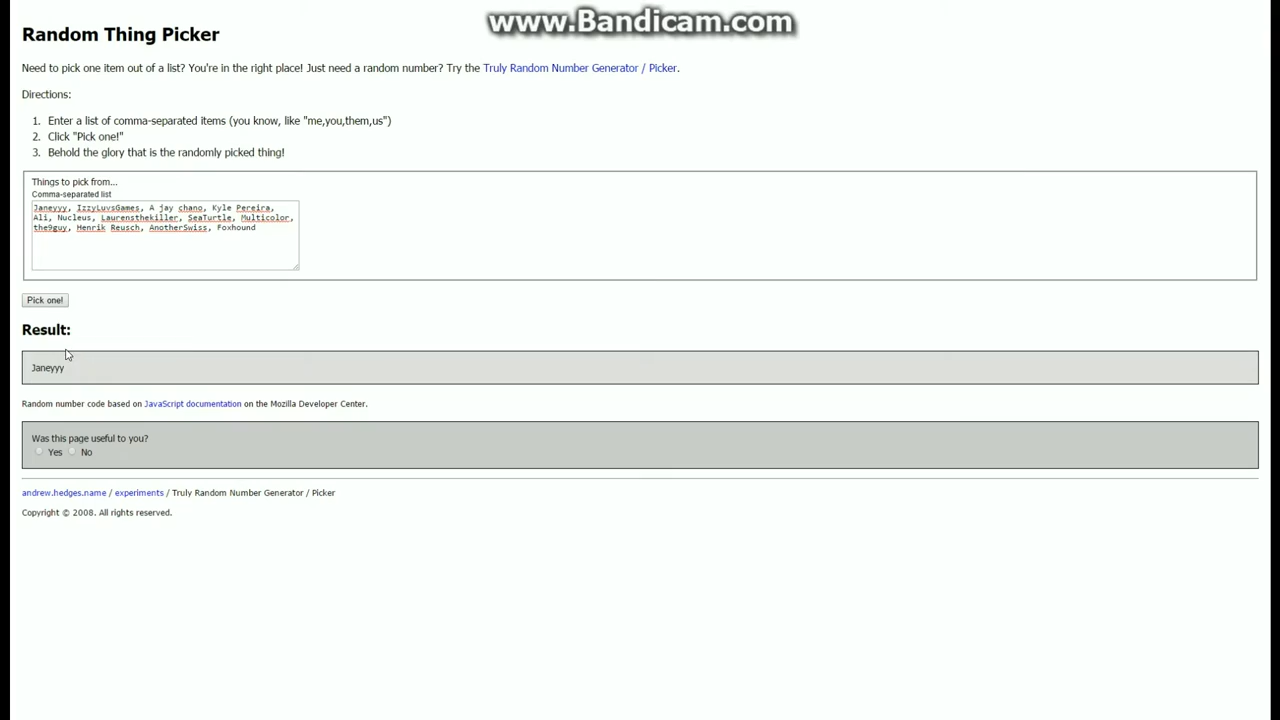 www.Bandicam.com
Random Thing Picker
Need to pick one item out of a list? You're in the right place! Just need a random number? Try the Truly Random Number Generator / Picker.
Directions:
1. Enter a list of comma-separated items (you know, like "me,you,them,us")
2. Click "Pick one!"
3. Behold the glory that is the randomly picked thing!
Things to pick from...
Comma-separated list
Janeyyy, IzzyLuvsGames, A jay chano, Kyle Pereira,
Ali, Nucleus, Laurensthekiller, SeaTurtle, Multicolor,
the9guy, Henrik Reusch, AnotherSwiss, Foxhound
Pick one!
Result:
Janeyyy
Random number code based on JavaScript documentation on the Mozilla Developer Center.
Was this page useful to you?
Yes No
andrew.hedges.name / experiments / Truly Random Number Generator / Picker
Copyright © 2008. All rights reserved.